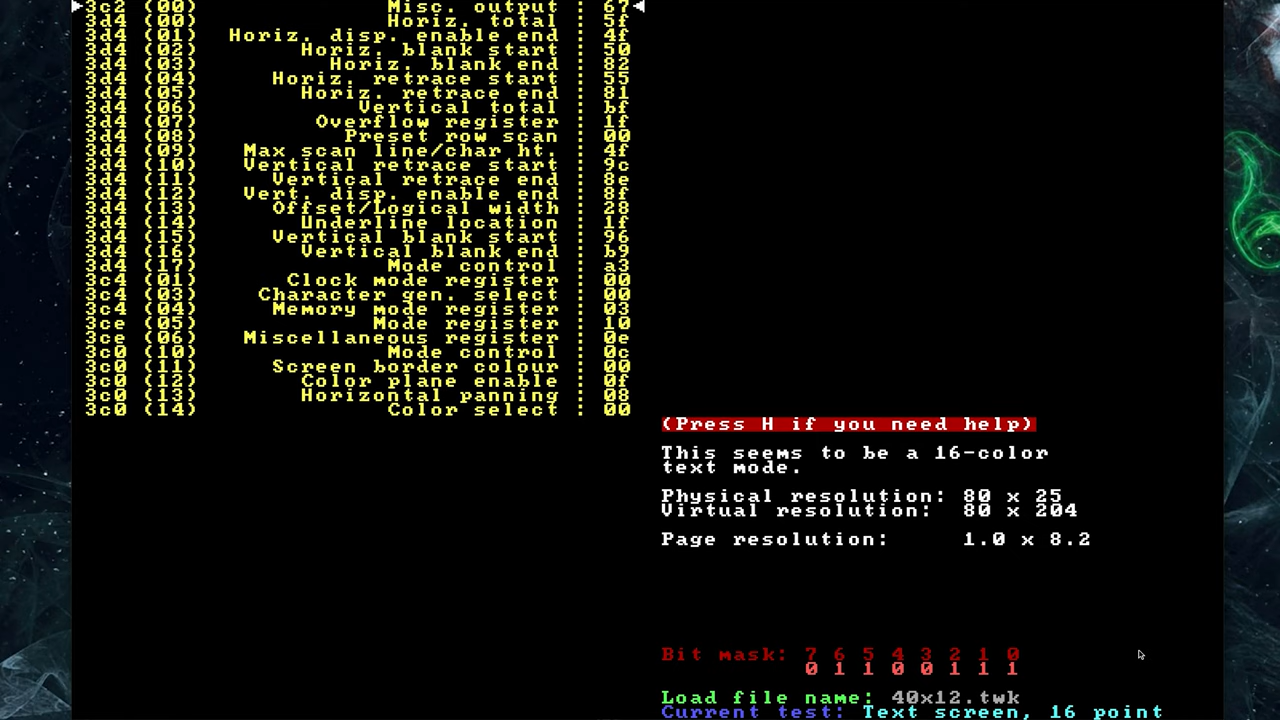 3c2 (00) Misc. output : 67
3d4 (00) Horiz. total : 5f
3d4 (01) Horiz. disp. enable end : 4f
3d4 (02) Horiz. blank start : 50
3d4 (03) Horiz. blank end : 82
3d4 (04) Horiz. retrace start : 55
3d4 (05) Horiz. retrace end : 81
3d4 (06) Vertical total : bf
3d4 (07) Overflow register : 1f
3d4 (08) Preset row scan : 00
3d4 (09) Max scan line/char ht. : 4f
3d4 (10) Vertical retrace start : 9c
3d4 (11) Vertical retrace end : 8e
3d4 (12) Vert. disp. enable end : 8f
3d4 (13) Offset/Logical width : 28
3d4 (14) Underline location : 1f
3d4 (15) Vertical blank start : 96
3d4 (16) Vertical blank end : b9
3d4 (17) Mode control : a3
3c4 (01) Clock mode register : 00
3c4 (03) Character gen. select : 00
3c4 (04) Memory mode register : 03
3ce (05) Mode register : 10
3ce (06) Miscellaneous register : 0e
3c0 (10) Mode control : 0c
3c0 (11) Screen border colour : 00
3c0 (12) Color plane enable : 0f
3c0 (13) Horizontal panning : 08
3c0 (14) Color select : 00
(Press H if you need help)
This seems to be a 16-color
text mode.
Physical resolution: 80 x 25
Virtual resolution: 80 x 204
Page resolution: 1.0 x 8.2
Bit mask: 7 6 5 4 3 2 1 0
0 1 1 0 0 1 1 1
Load file name: 40x12.twk
Current test: Text screen, 16 point